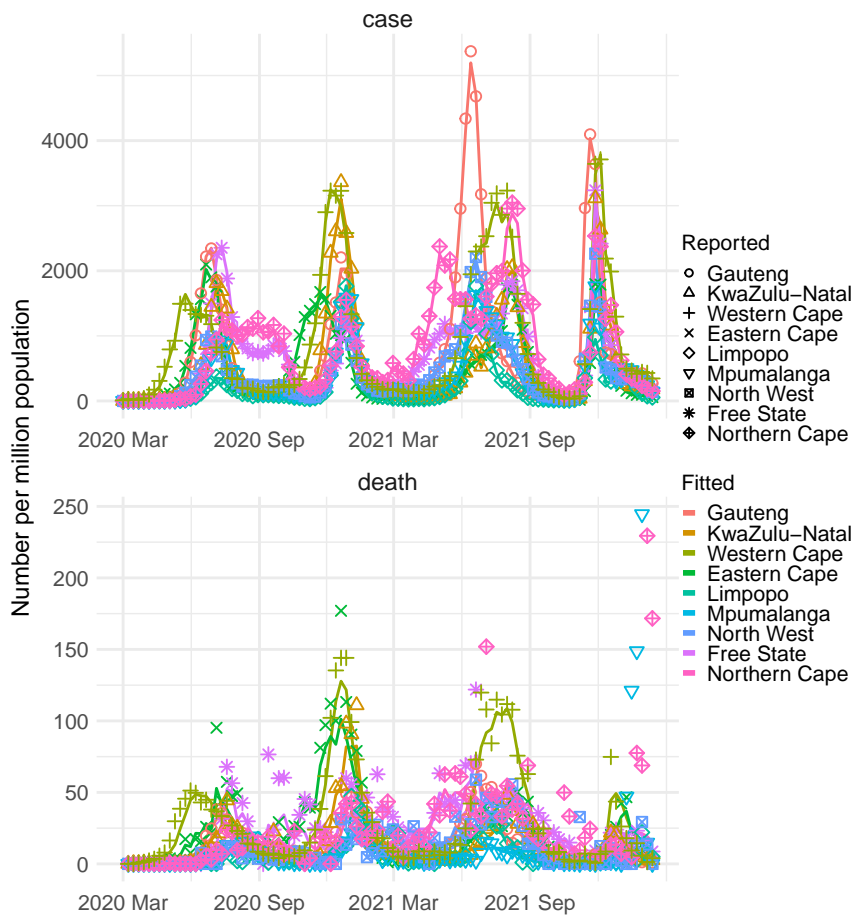 case
Number per million population
4000
2000
0
2020 Mar
2020 Sep
2021 Mar
2021 Sep
death
250
200
150
100
50
0
2020 Mar
2020 Sep
2021 Mar
2021 Sep
Reported
Gauteng
KwaZulu−Natal
Western Cape
Eastern Cape
Limpopo
Mpumalanga
North West
Free State
Northern Cape
Fitted
Gauteng
KwaZulu−Natal
Western Cape
Eastern Cape
Limpopo
Mpumalanga
North West
Free State
Northern Cape